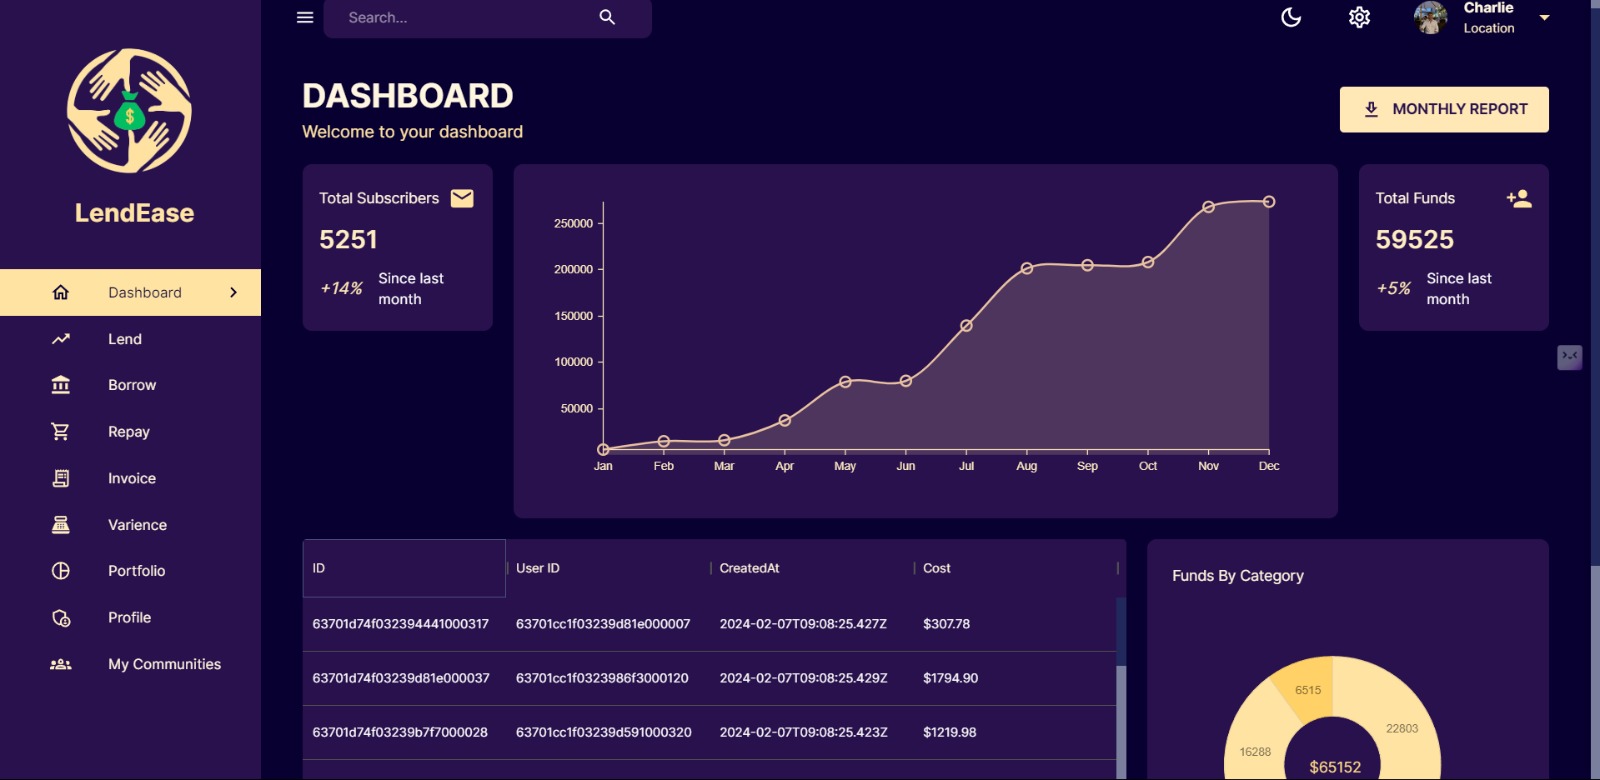 Search...
Charlie
Location
$
LendEase
Dashboard
Lend
Borrow
Repay
Invoice
Varience
Portfolio
Profile
My Communities
DASHBOARD
Welcome to your dashboard
MONTHLY REPORT
Total Subscribers
5251
+14%
Since last
month
250000
200000
150000
100000
50000
Jan Feb Mar Apr May Jun Jul Aug Sep Oct Nov Dec
Total Funds
59525
+5%
Since last
month
ID User ID CreatedAt Cost
63701d74f032394441000317 63701cc1f03239d81e000007 2024-02-07T09:08:25.427Z $307.78
63701d74f03239d81e000037 63701cc1f0323986f3000120 2024-02-07T09:08:25.429Z $1794.90
63701d74f03239b7f7000028 63701cc1f03239d591000320 2024-02-07T09:08:25.423Z $1219.98
Funds By Category
6515
22803
16288
$65152